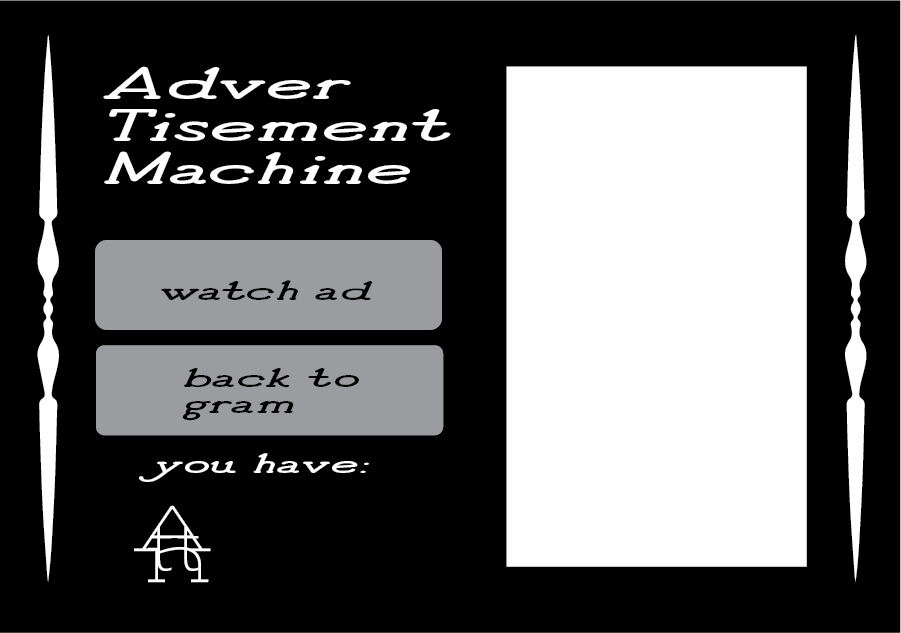 Adver
Tisement
Machine
watch ad
back to
gram
you have: